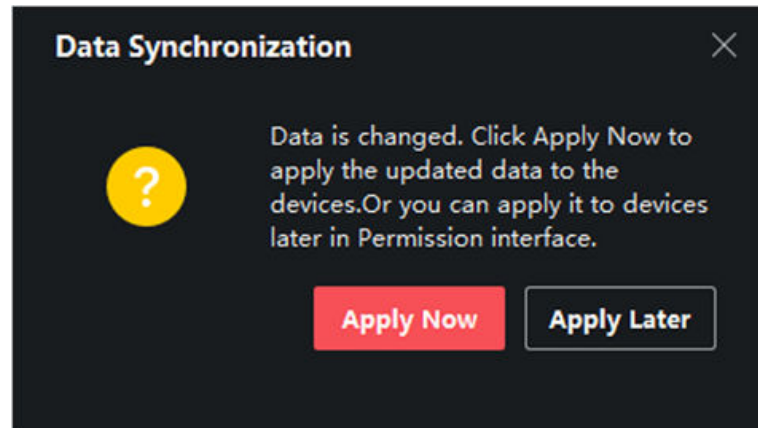 Data Synchronization
Data is changed. Click Apply Now to
apply the updated data to the
devices.Or you can apply it to devices
later in Permission interface.
Apply Now
Apply Later